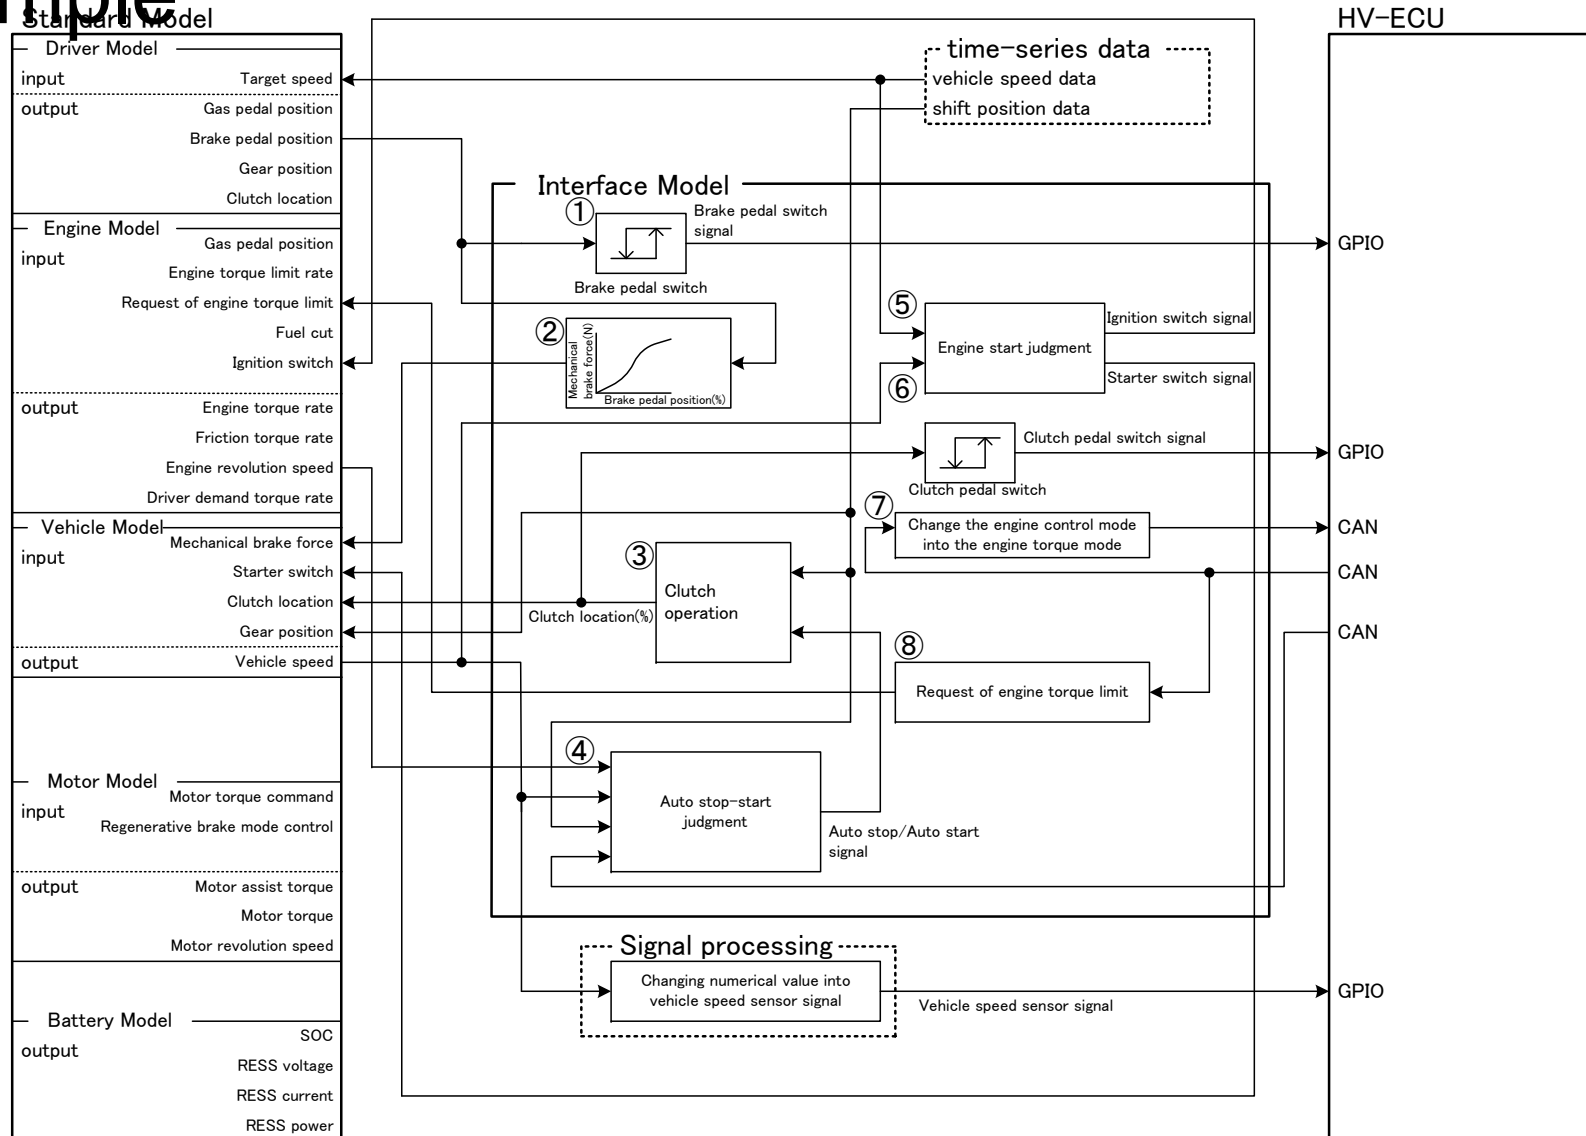 Standard Model
Driver Model
input
Target speed
output
Gas pedal position
Brake pedal position
Gear position
Clutch location
Engine Model
input
Gas pedal position
Engine torque limit rate
Request of engine torque limit
Fuel cut
Ignition switch
output
Engine torque rate
Friction torque rate
Engine revolution speed
Driver demand torque rate
Vehicle Model
input
Mechanical brake force
Starter switch
Clutch location
Gear position
output
Vehicle speed
Motor Model
input
Motor torque command
Regenerative brake mode control
output
Motor assist torque
Motor torque
Motor revolution speed
Battery Model
output
SOC
RESS voltage
RESS current
RESS power
time-series data
vehicle speed data
shift position data
Interface Model
①
Brake pedal switch
signal
Brake pedal switch
②
Mechanical
brake force(N)
Brake pedal position(%)
⑤
Engine start judgment
⑥
Ignition switch signal
Starter switch signal
Clutch pedal switch signal
Clutch pedal switch
⑦
Change the engine control mode
into the engine torque mode
③
Clutch
operation
Clutch location(%)
⑧
Request of engine torque limit
④
Auto stop-start
judgment
Auto stop/Auto start
signal
Signal processing
Changing numerical value into
vehicle speed sensor signal
Vehicle speed sensor signal
HV-ECU
GPIO
GPIO
CAN
CAN
CAN
GPIO